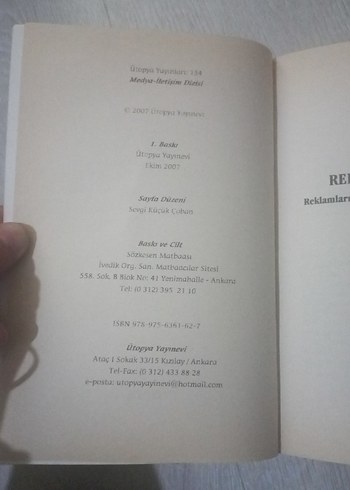 Ütopya Yayınları: 138
Medya-İletişim Dizisi
© 2007 Ütopya Yayınevi
1. Baskı
Ütopya Yayınevi
Ekim 2007
Sayfa Düzeni
Sevgi Küçük Çoban
Baskı ve Cilt
Sözkesen Matbaası
İvedik Org. San. Matbaacılar Sitesi
558. Sok. B Blok No: 41 Yenimahalle - Ankara
Tel: (0 312) 395 21 10
ISBN 978-975-6361-62-7
Ütopya Yayınevi
Ataç 1 Sokak 33/15 Kızılay / Ankara
Tel-Fax: (0 312) 433 88 28
e-posta: utopyayayinevi@hotmail.com
RE
Reklamları